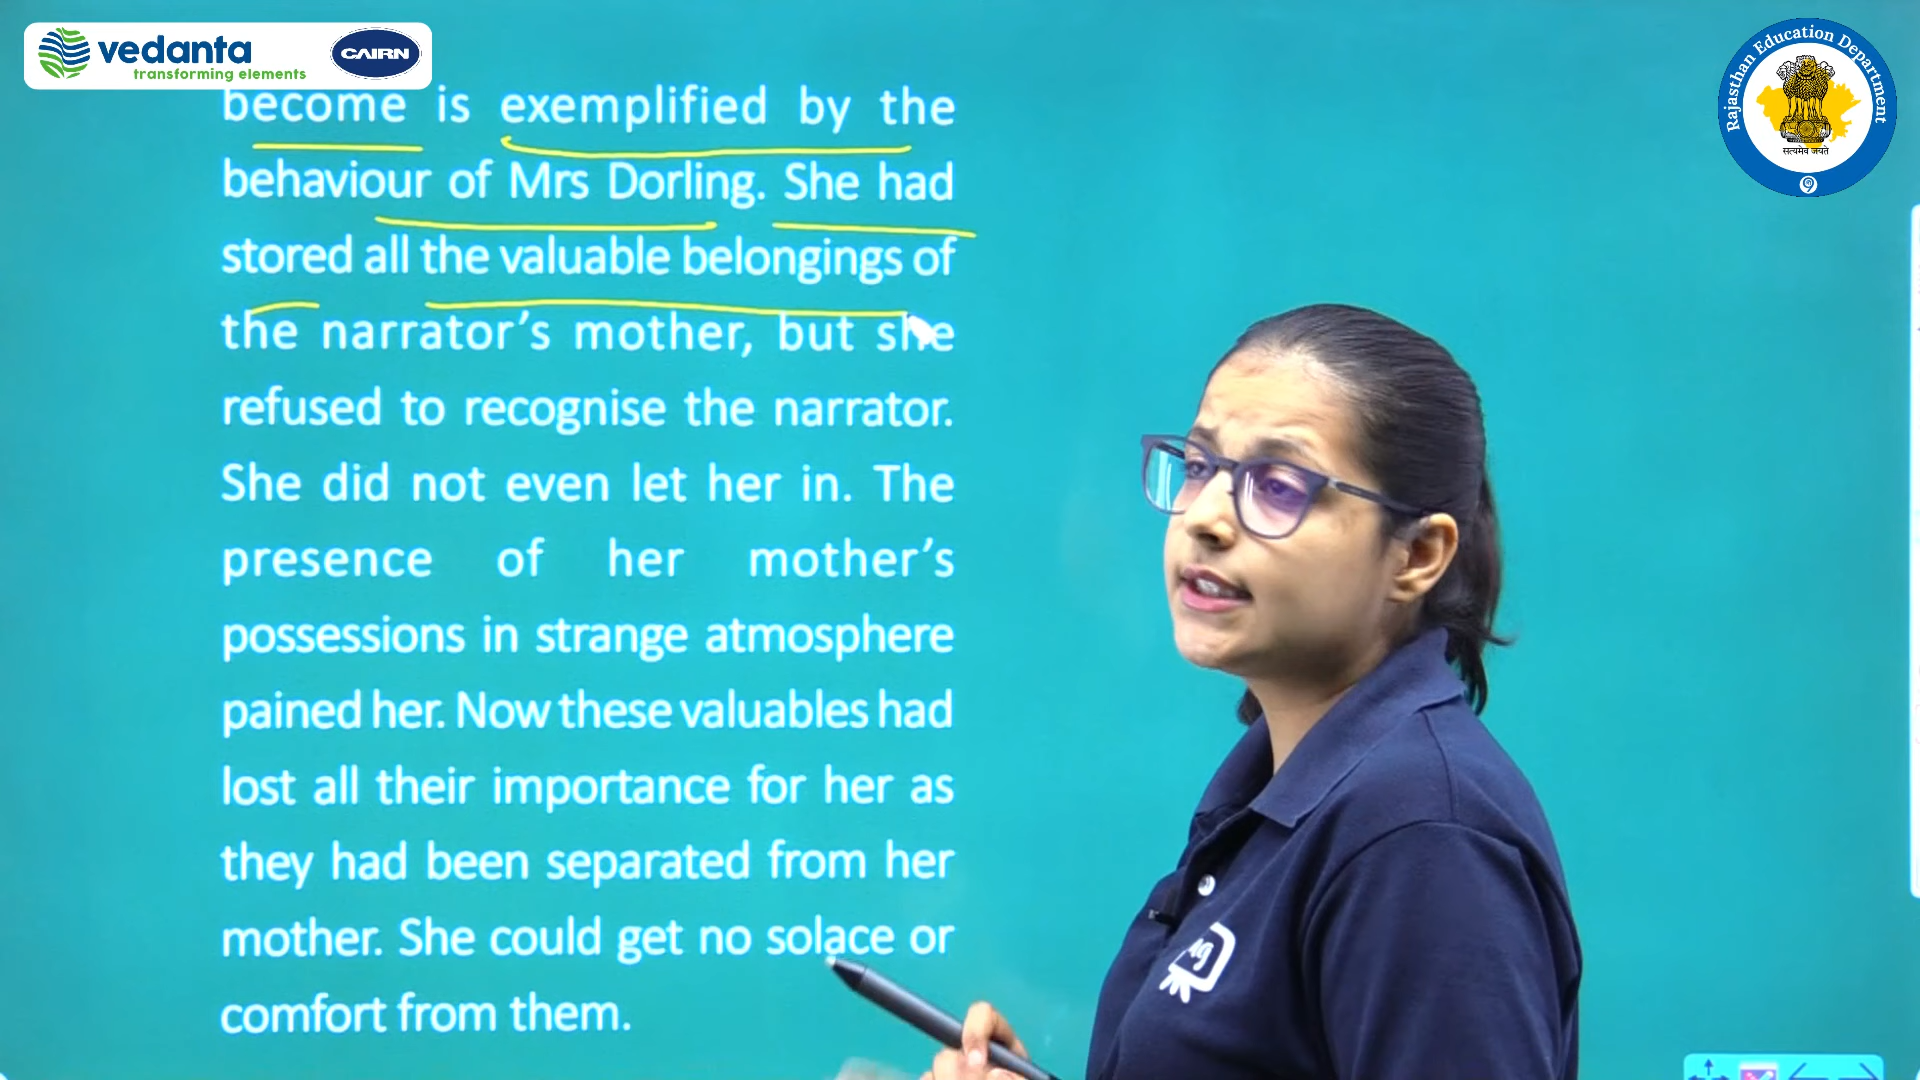 vedanta
transforming elements
CAIRN
Rajasthan Education Department
सत्यमेव जयते
become is exemplified by the
behaviour of Mrs Dorling. She had
stored all the valuable belongings of
the narrator’s mother, but she
refused to recognise the narrator.
She did not even let her in. The
presence of her mother’s
possessions in strange atmosphere
pained her. Now these valuables had
lost all their importance for her as
they had been separated from her
mother. She could get no solace or
comfort from them.